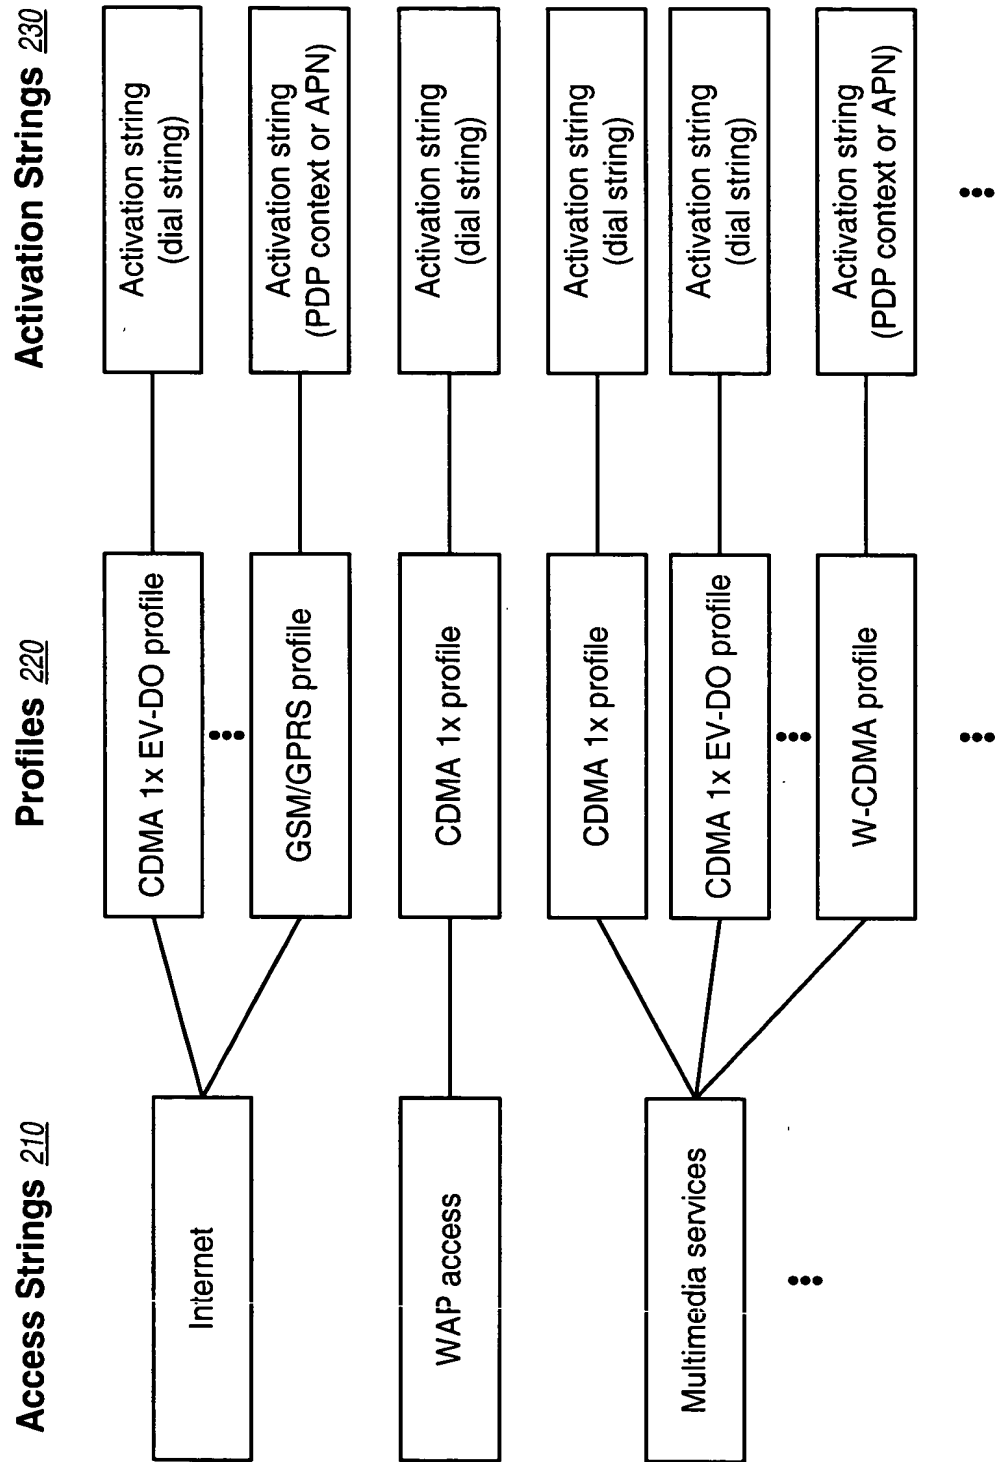 Access Strings 210
Profiles 220
Activation Strings 230
Internet
CDMA 1x EV-DO profile
Activation string
(dial string)
GSM/GPRS profile
Activation string
(PDP context or APN)
WAP access
CDMA 1x profile
Activation string
(dial string)
Multimedia services
CDMA 1x profile
Activation string
(dial string)
CDMA 1x EV-DO profile
Activation string
(dial string)
W-CDMA profile
Activation string
(PDP context or APN)